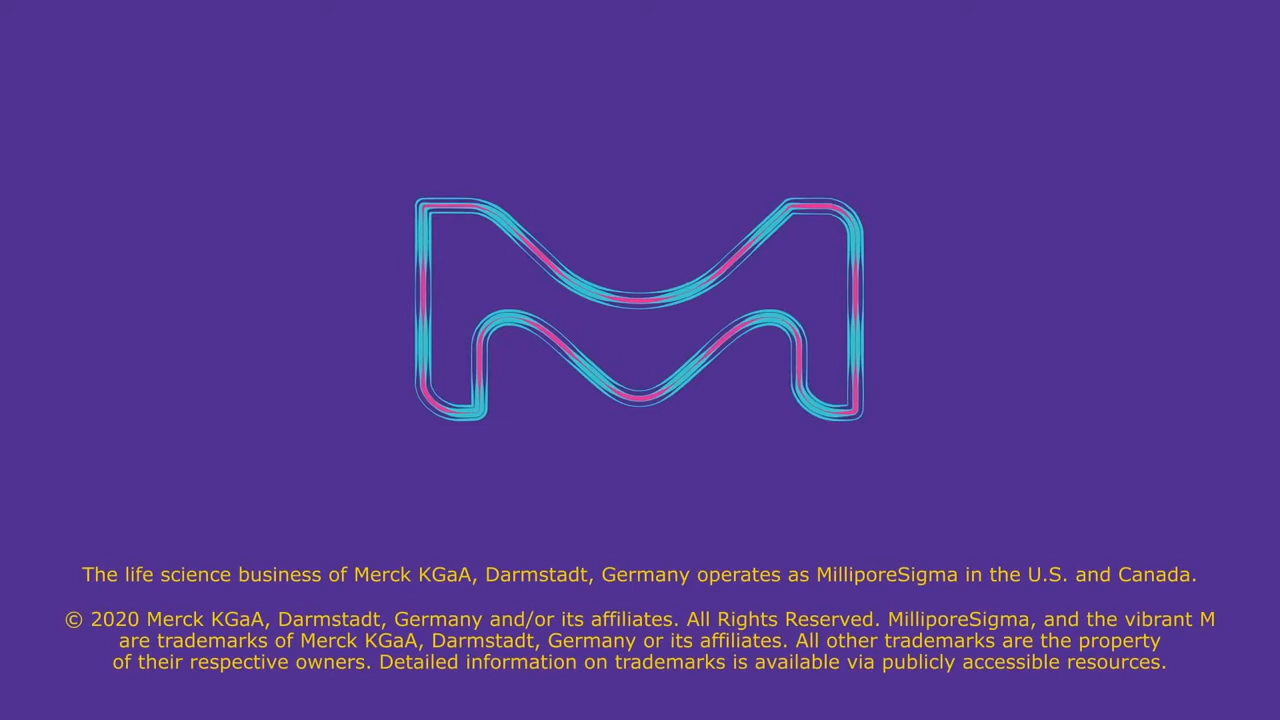 The life science business of Merck KGaA, Darmstadt, Germany operates as MilliporeSigma in the U.S. and Canada.
© 2020 Merck KGaA, Darmstadt, Germany and/or its affiliates. All Rights Reserved. MilliporeSigma, and the vibrant M
are trademarks of Merck KGaA, Darmstadt, Germany or its affiliates. All other trademarks are the property
of their respective owners. Detailed information on trademarks is available via publicly accessible resources.